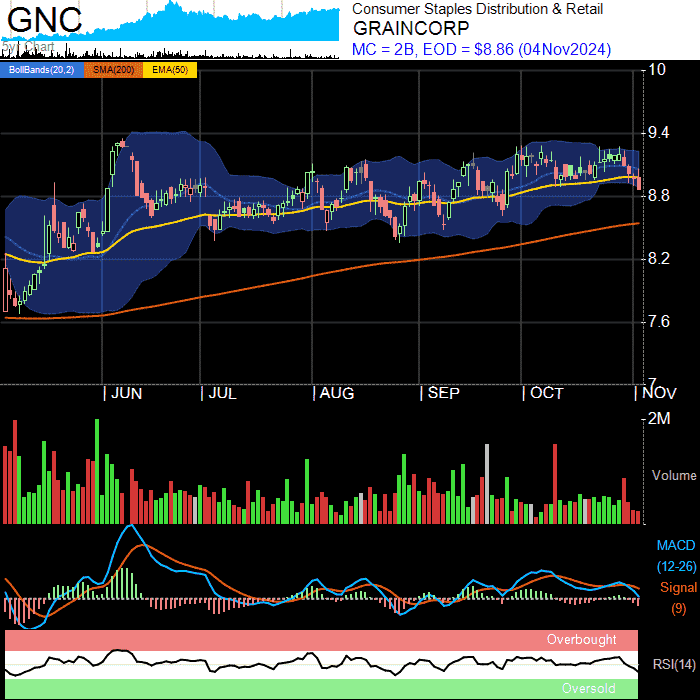 GNC
Consumer Staples Distribution & Retail
GRAINCORP
MC = 2B, EOD = $8.86 (04Nov2024)
BollBands(20,2) SMA(200) EMA(50)
10
9.4
8.8
8.2
7.6
7
JUN JUL AUG SEP OCT NOV
2M
Volume
MACD
(12-26)
Signal
(9)
Overbought
RSI(14)
Oversold